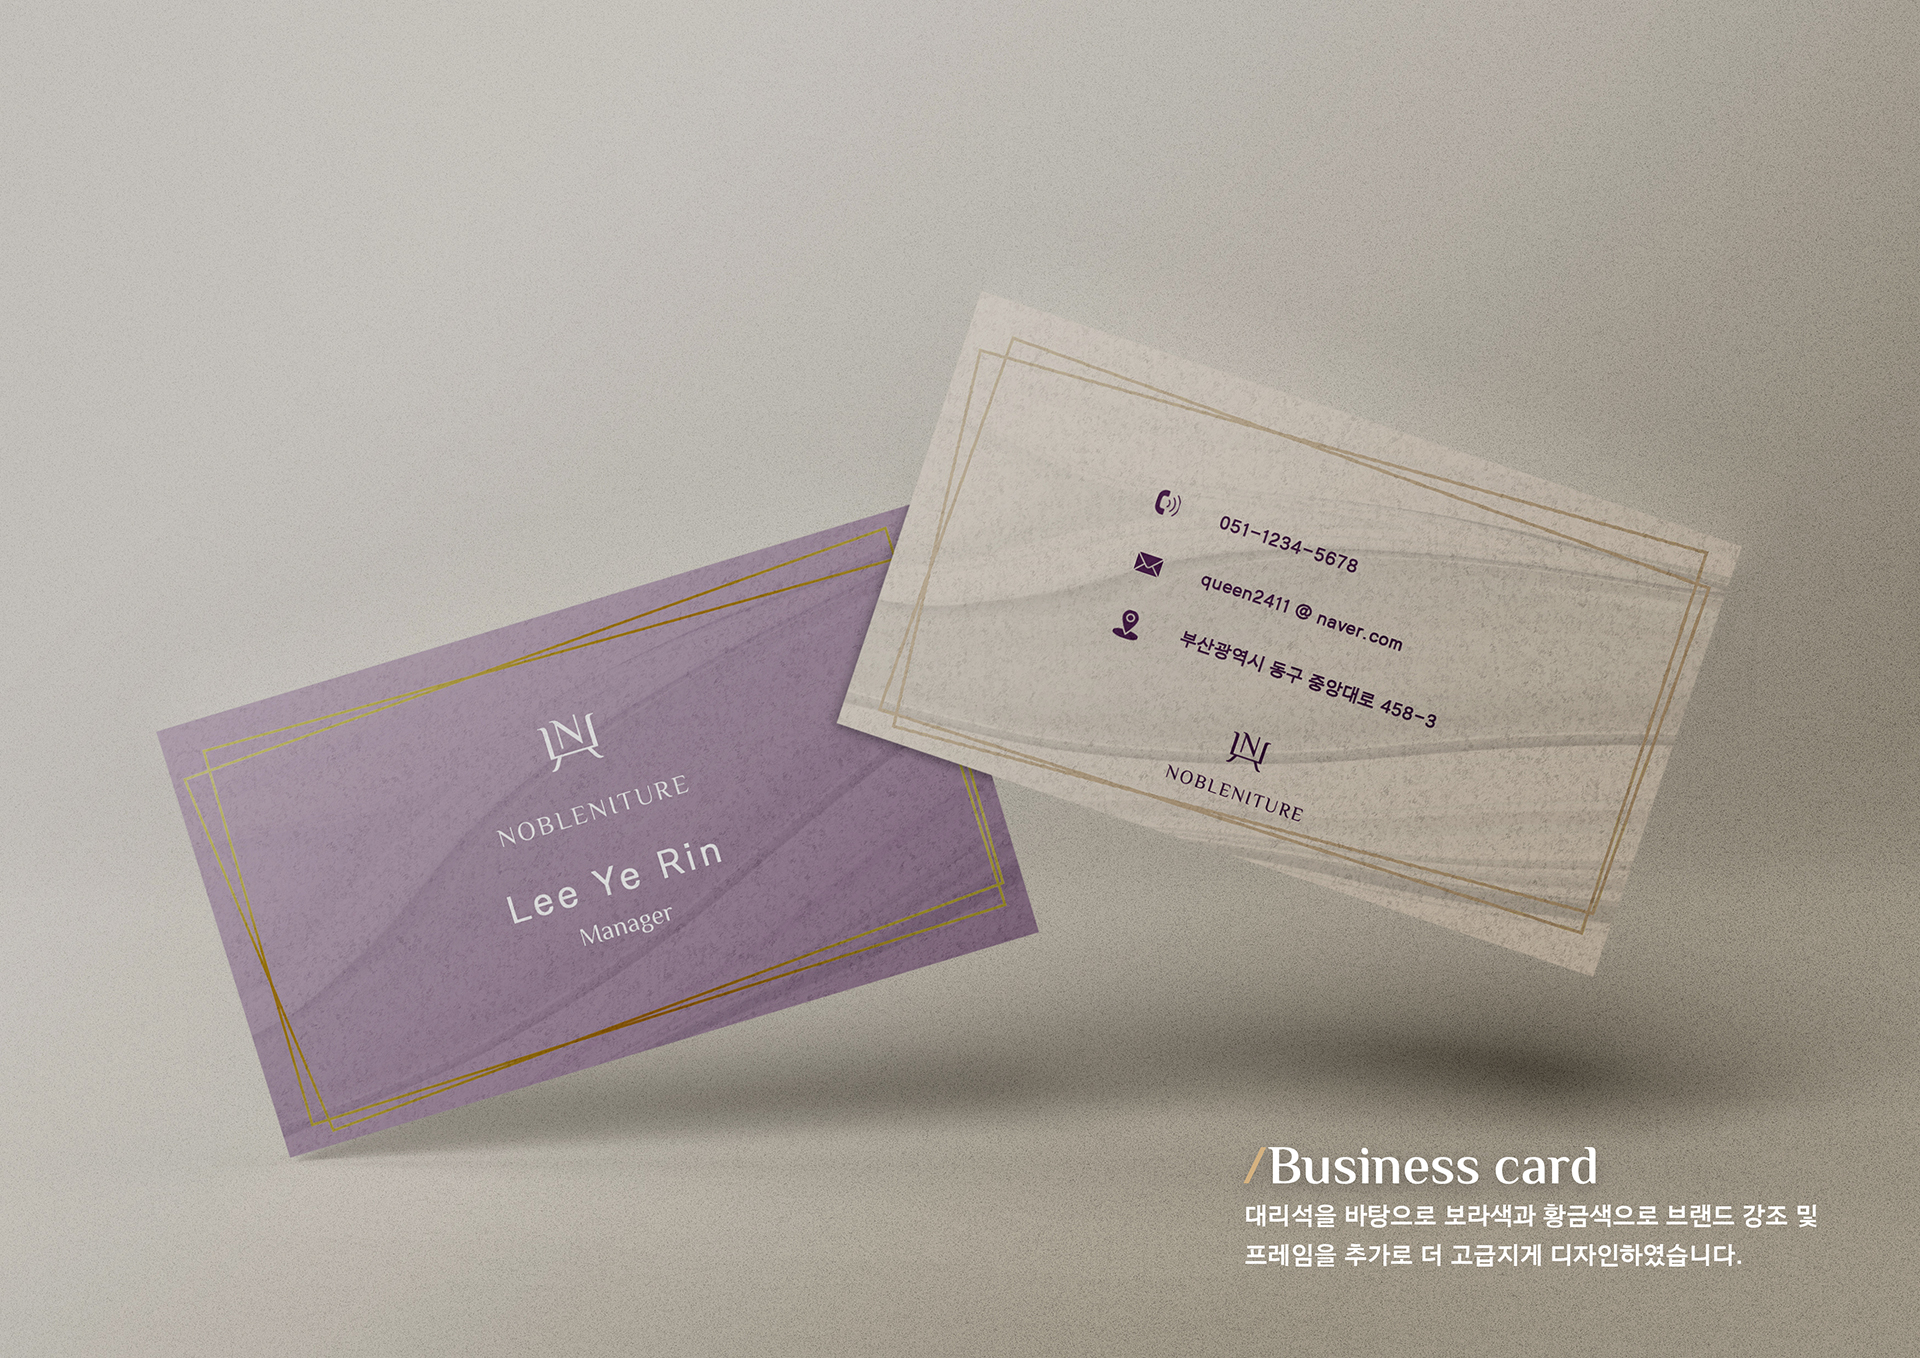 NOBLENITURE
Lee Ye Rin
Manager
051-1234-5678
queen2411 @ naver.com
부산광역시 동구 중앙대로 458-3
NOBLENITURE
/Business card
대리석을 바탕으로 보라색과 황금색으로 브랜드 강조 및
프레임을 추가로 더 고급지게 디자인하였습니다.